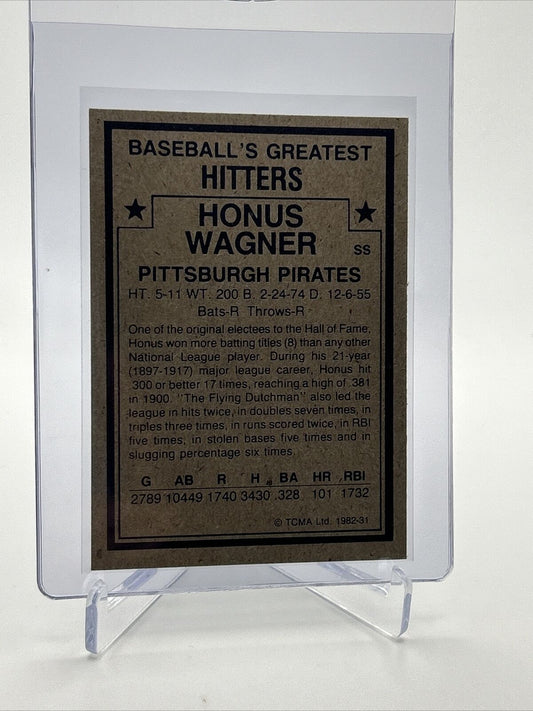 BASEBALL'S GREATEST
HITTERS
HONUS
WAGNER
SS
PITTSBURGH PIRATES
HT. 5-11 WT. 200 B. 2-24-74 D. 12-6-55
Bats-R Throws-R
One of the original electees to the Hall of Fame,
Honus won more batting titles (8) than any other
National League player. During his 21-year
(1897-1917) major league career, Honus hit
.300 or better 17 times, reaching a high of .381
in 1900. "The Flying Dutchman" also led the
league in hits twice, in doubles seven times, in
triples three times, in runs scored twice, in RBI
five times, in stolen bases five times and in
slugging percentage six times.
G AB R H BA HR RBI
2789 10449 1740 3430 .328 101 1732
© TCMA Ltd. 1982-31